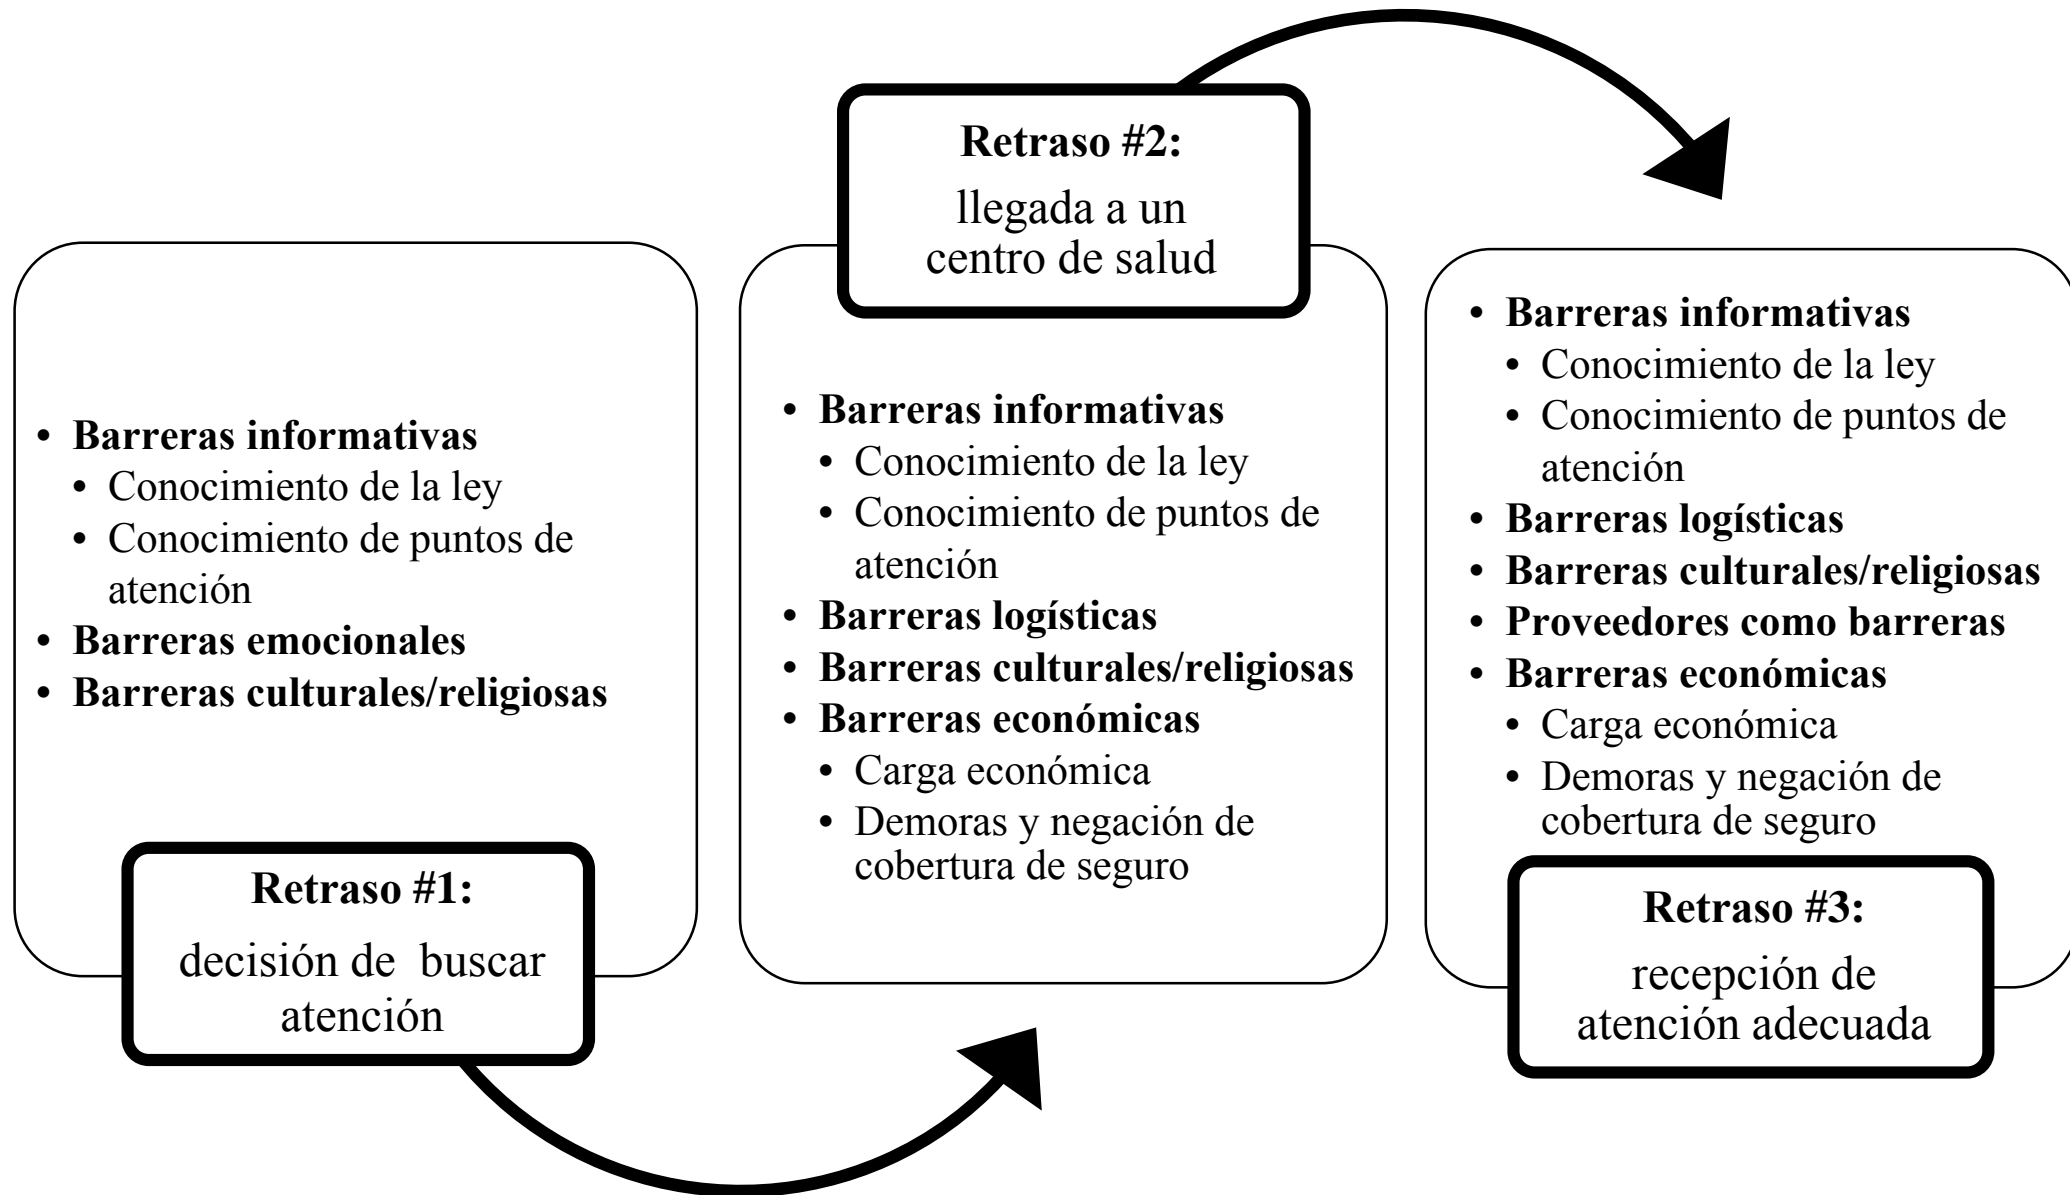 • Barreras informativas
• Conocimiento de la ley
• Conocimiento de puntos de
atención
• Barreras emocionales
• Barreras culturales/religiosas
Retraso #1:
decisión de buscar
atención
Retraso #2:
llegada a un
centro de salud
• Barreras informativas
• Conocimiento de la ley
• Conocimiento de puntos de
atención
• Barreras logísticas
• Barreras culturales/religiosas
• Barreras económicas
• Carga económica
• Demoras y negación de
cobertura de seguro
• Barreras informativas
• Conocimiento de la ley
• Conocimiento de puntos de
atención
• Barreras logísticas
• Barreras culturales/religiosas
• Proveedores como barreras
• Barreras económicas
• Carga económica
• Demoras y negación de
cobertura de seguro
Retraso #3:
recepción de
atención adecuada